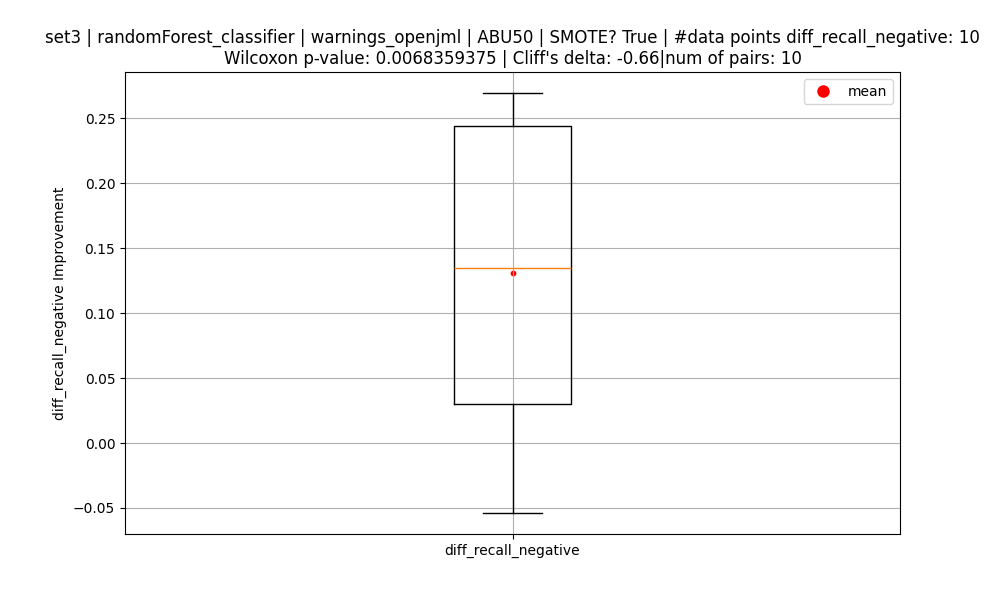 set3 | randomForest_classifier | warnings_openjml | ABU50 | SMOTE? True | #data points diff_recall_negative: 10
Wilcoxon p-value: 0.0068359375 | Cliff's delta: -0.66|num of pairs: 10
mean
0.25
0.20
0.15
0.10
0.05
0.00
−0.05
diff_recall_negative Improvement
diff_recall_negative